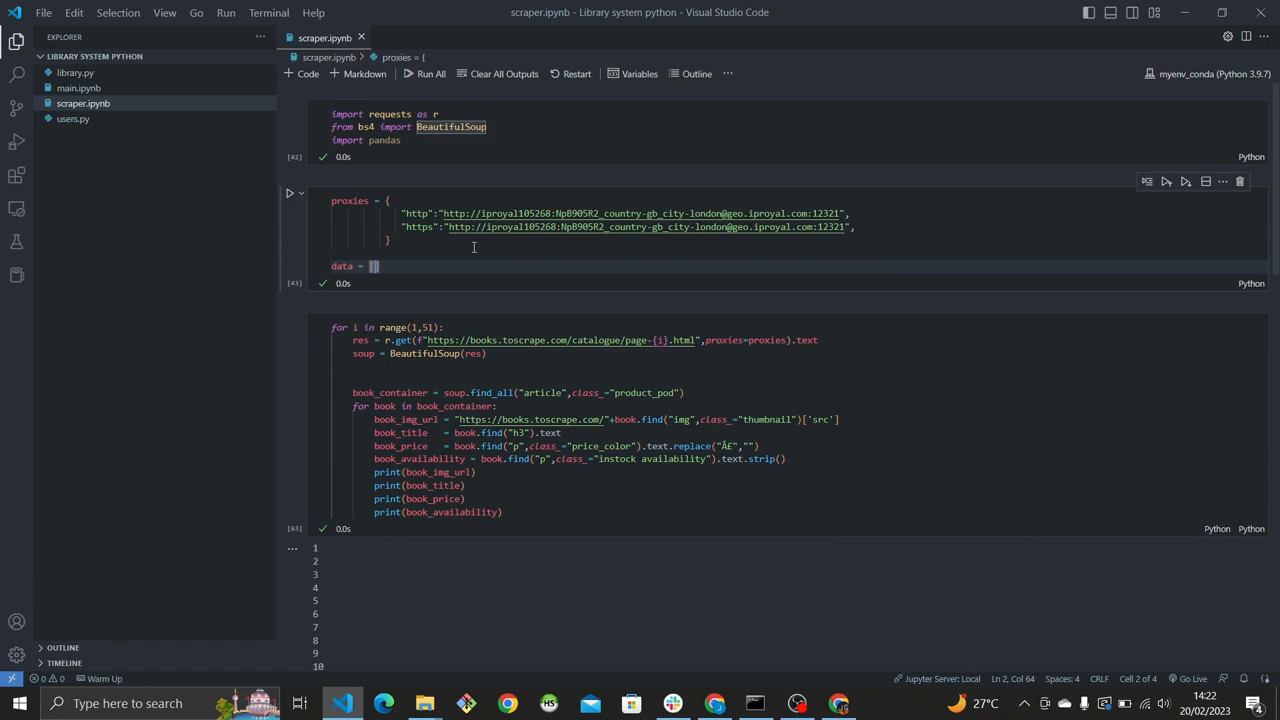 File Edit Selection View Go Run Terminal Help
scraper.ipynb - Library system python - Visual Studio Code
EXPLORER
LIBRARY SYSTEM PYTHON
library.py
main.ipynb
scraper.ipynb
users.py
OUTLINE
TIMELINE
scraper.ipynb
scraper.ipynb > proxies = {
+ Code + Markdown Run All Clear All Outputs Restart Variables Outline ...
myenv_conda (Python 3.9.7)
import requests as r
from bs4 import BeautifulSoup
import pandas
[42] 0.0s Python
proxies = {
"http":"http://iproyal105268:NpB905R2_country-gb_city-london@geo.iproyal.com:12321",
"https":"http://iproyal105268:NpB905R2_country-gb_city-london@geo.iproyal.com:12321",
}
data = []
[43] 0.0s Python
for i in range(1,51):
res = r.get(f"https://books.toscrape.com/catalogue/page-{i}.html",proxies=proxies).text
soup = BeautifulSoup(res)
book_container = soup.find_all("article",class_="product_pod")
for book in book_container:
book_img_url = "https://books.toscrape.com/"+book.find("img",class_="thumbnail")['src']
book_title = book.find("h3").text
book_price = book.find("p",class_="price_color").text.replace("Â£","")
book_availability = book.find("p",class_="instock availability").text.strip()
print(book_img_url)
print(book_title)
print(book_price)
print(book_availability)
[63] 0.0s Python Python
... 1
2
3
4
5
6
7
8
9
10
0 0 Warm Up
Jupyter Server: Local Ln 2, Col 64 Spaces: 4 CRLF Cell 2 of 4 Go Live
Type here to search
27°C
14:22
20/02/2023